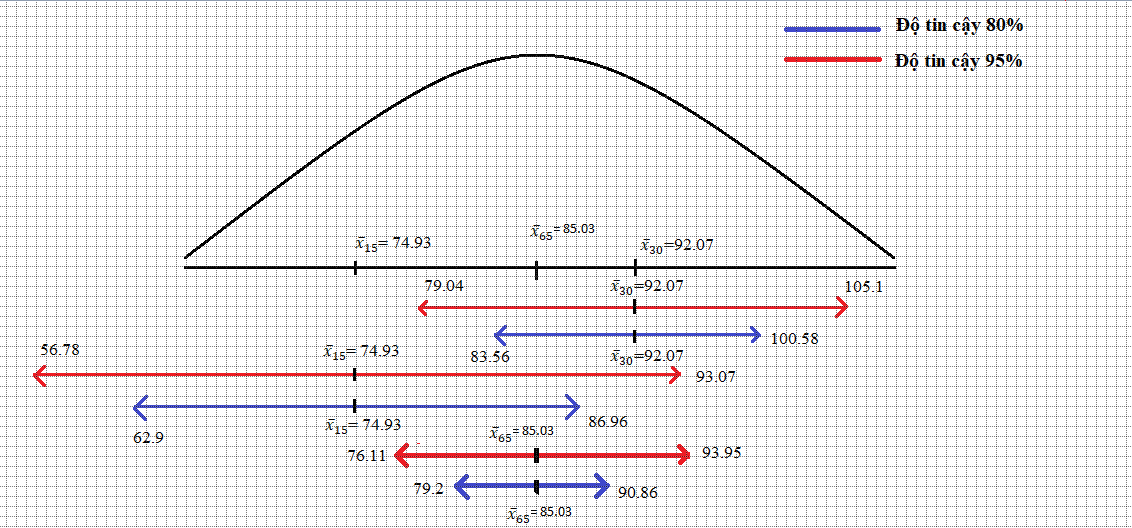 Độ tin cậy 80%
Độ tin cậy 95%
x̄₁₅= 74.93
x̄₆₅= 85.03
x̄₃₀=92.07
79.04
x̄₃₀=92.07
105.1
83.56
x̄₃₀=92.07
100.58
56.78
x̄₁₅= 74.93
93.07
62.9
x̄₁₅= 74.93
86.96
76.11
x̄₆₅= 85.03
93.95
79.2
90.86
x̄₆₅= 85.03